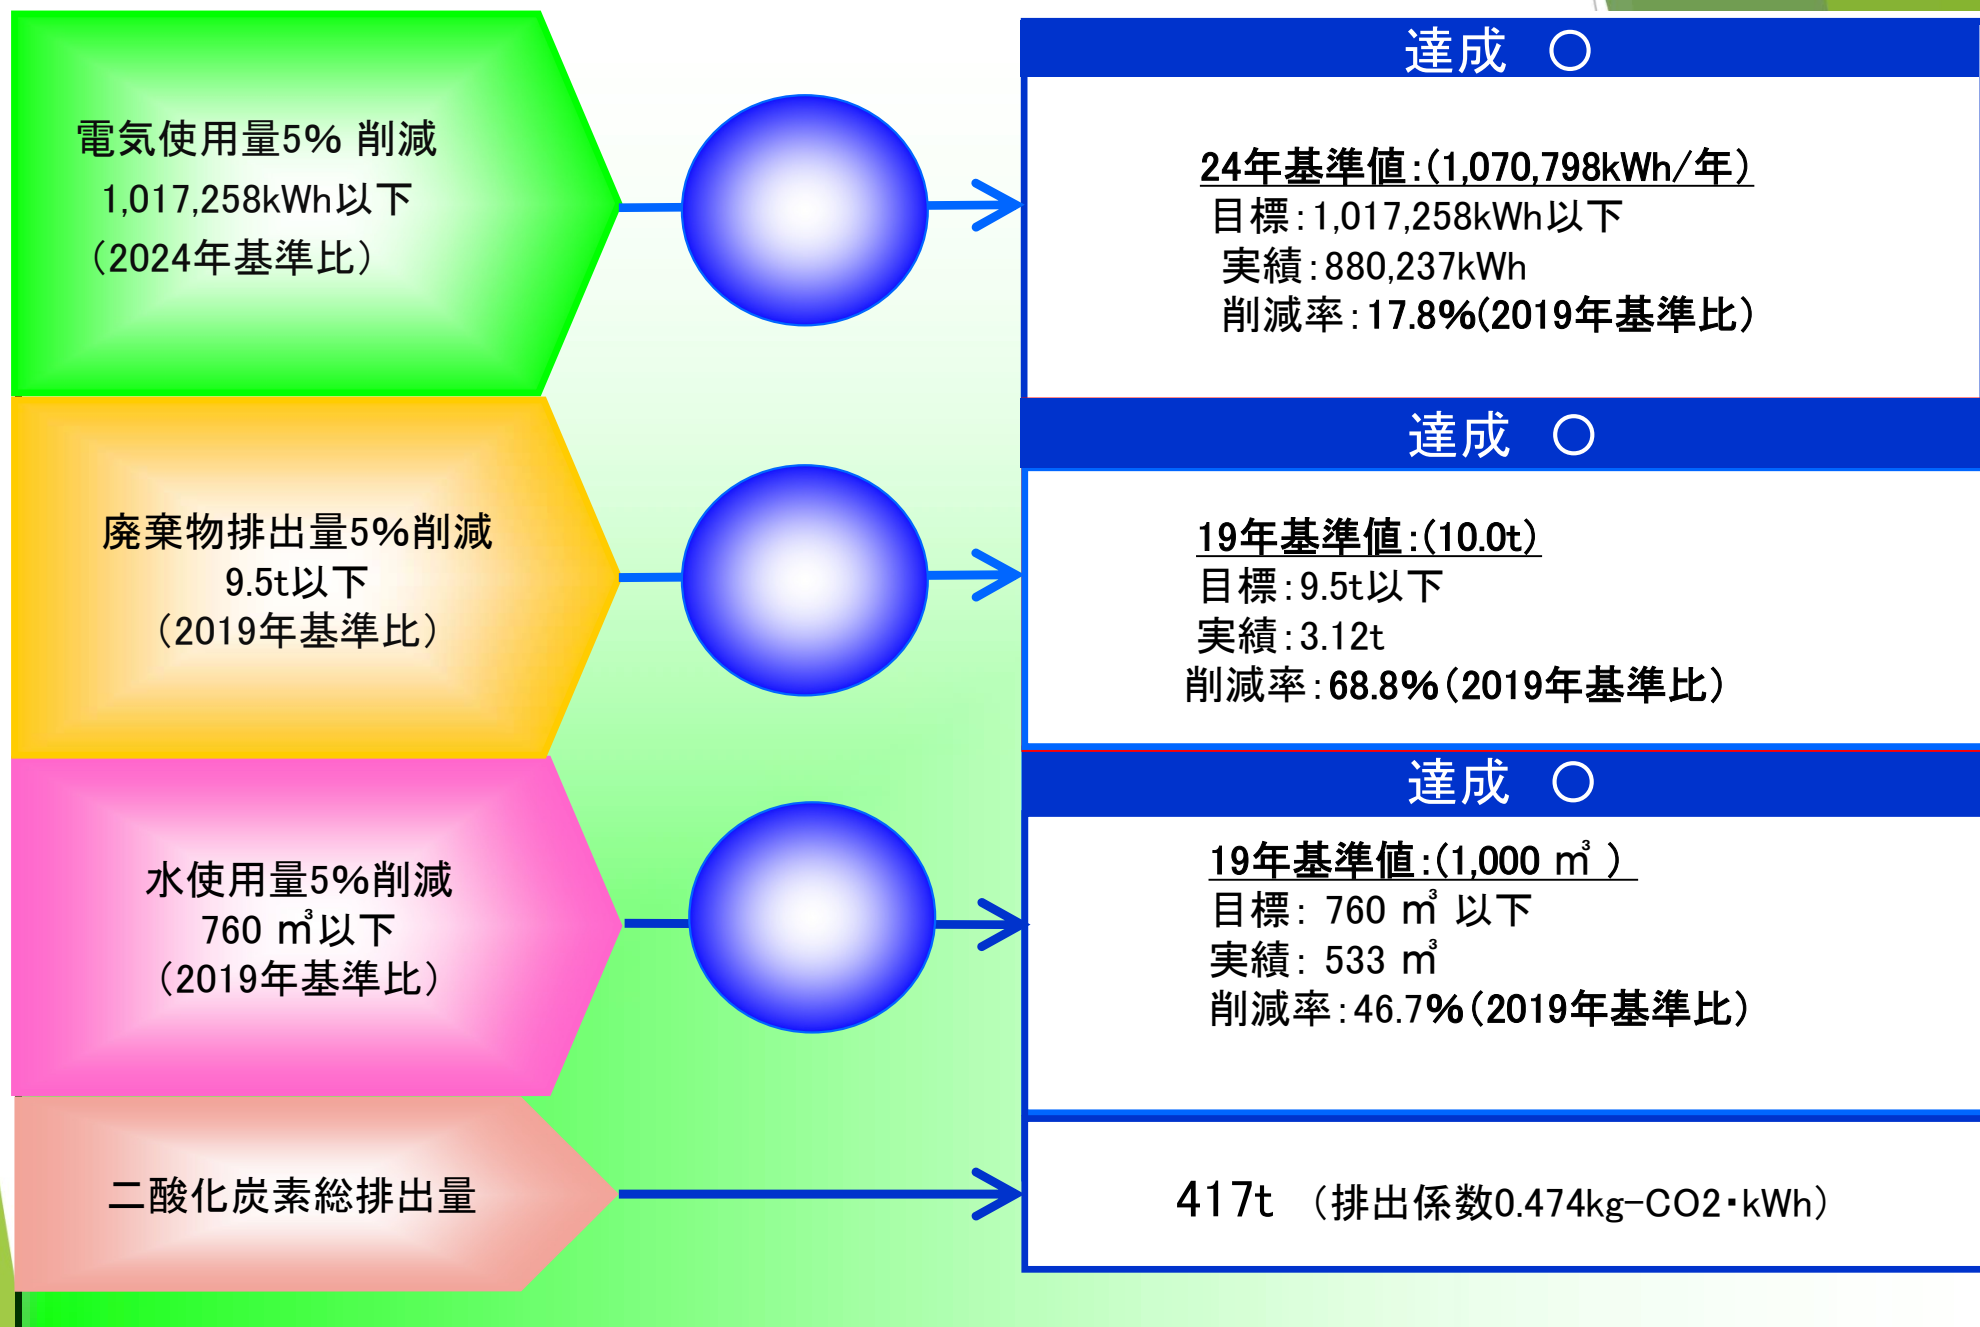 電気使用量5% 削減
1,017,258kWh以下
（2024年基準比）
達成 ○
24年基準値：(1,070,798kWh/年)
目標：1,017,258kWh以下
実績：880,237kWh
削減率：17.8%(2019年基準比)
廃棄物排出量5%削減
9.5t以下
（2019年基準比）
達成 ○
19年基準値：(10.0t)
目標：9.5t以下
実績：3.12t
削減率：68.8%（2019年基準比）
水使用量5%削減
760 ㎥以下
（2019年基準比）
達成 ○
19年基準値：(1,000 ㎥ )
目標： 760 ㎥ 以下
実績： 533 ㎥
削減率：46.7%（2019年基準比）
二酸化炭素総排出量
417t （排出係数0.474kg-CO2・kWh）